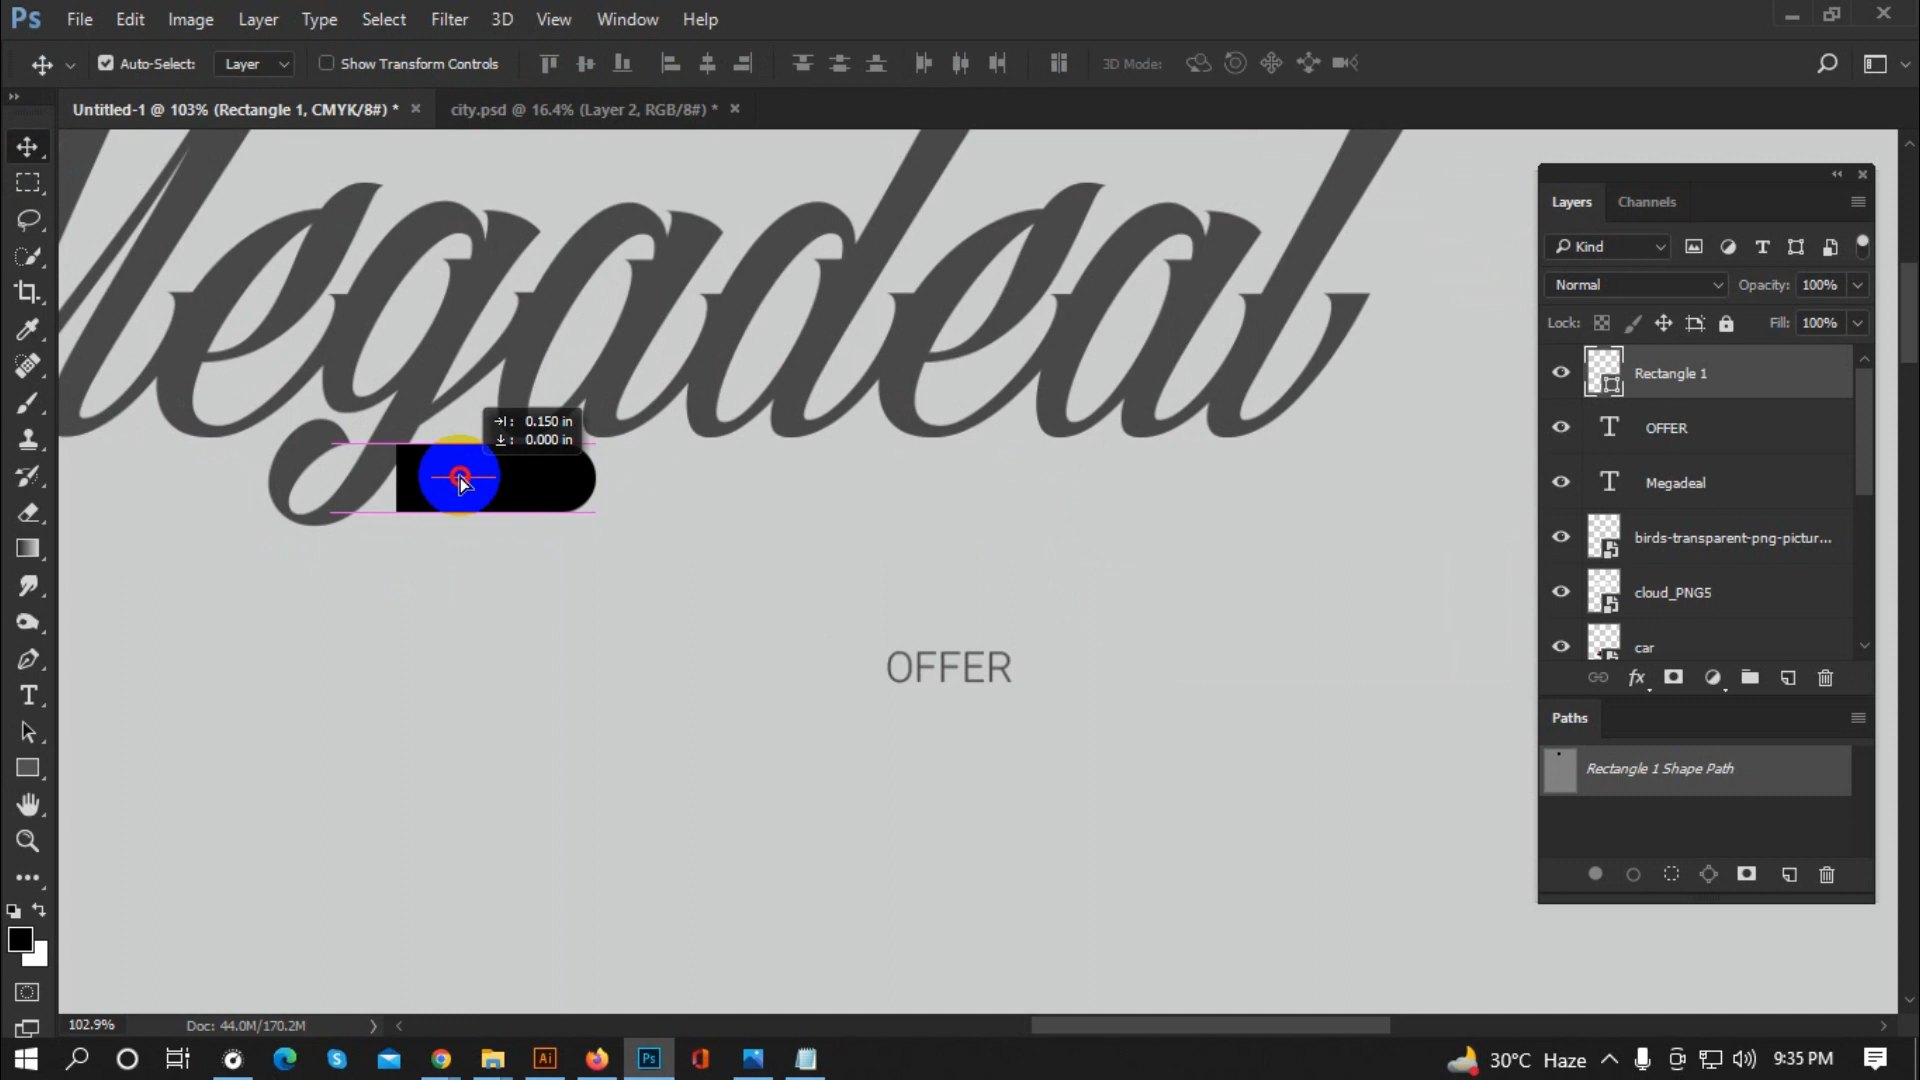 Ps File Edit Image Layer Type Select Filter 3D View Window Help
Auto-Select: Layer Show Transform Controls 3D Mode:
Untitled-1 @ 103% (Rectangle 1, CMYK/8#) * city.psd @ 16.4% (Layer 2, RGB/8#) *
Megadeal
0.150 in
0.000 in
OFFER
Layers Channels
Kind
Normal Opacity: 100%
Lock: Fill: 100%
Rectangle 1
OFFER
Megadeal
birds-transparent-png-pictur...
cloud_PNG5
car
fx
Paths
Rectangle 1 Shape Path
102.9% Doc: 44.0M/170.2M
Ai Ps 30°C Haze 9:35 PM